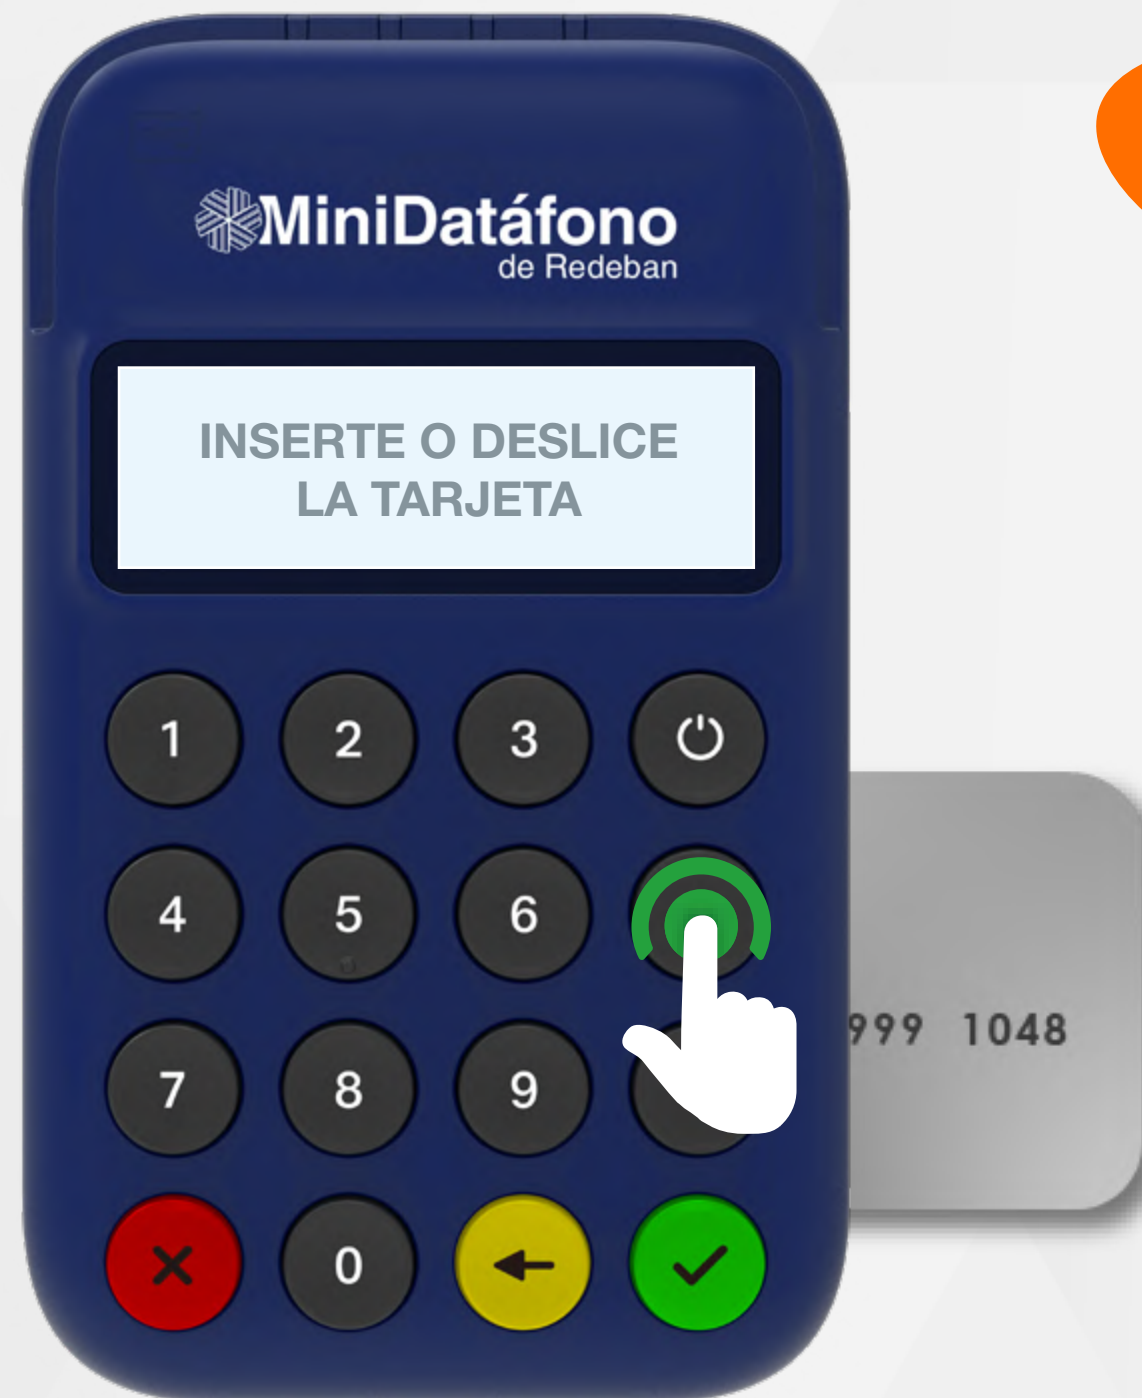 MiniDatáfono
de Redeban
INSERTE O DESLICE
LA TARJETA
1 2 3
4 5 6
999 1048
7 8 9
0